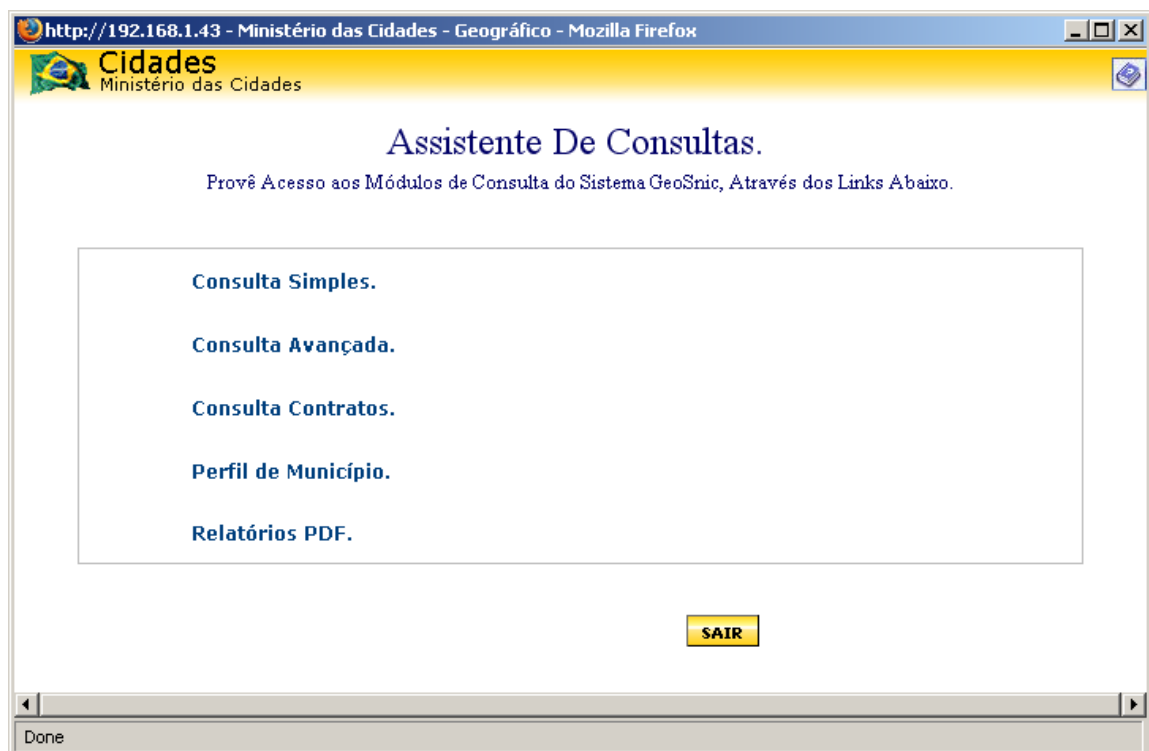 http://192.168.1.43 - Ministério das Cidades - Geográfico - Mozilla Firefox
Cidades
Ministério das Cidades
Assistente De Consultas.
Provê Acesso aos Módulos de Consulta do Sistema GeoSnic, Através dos Links Abaixo.
Consulta Simples.
Consulta Avançada.
Consulta Contratos.
Perfil de Município.
Relatórios PDF.
SAIR
Done